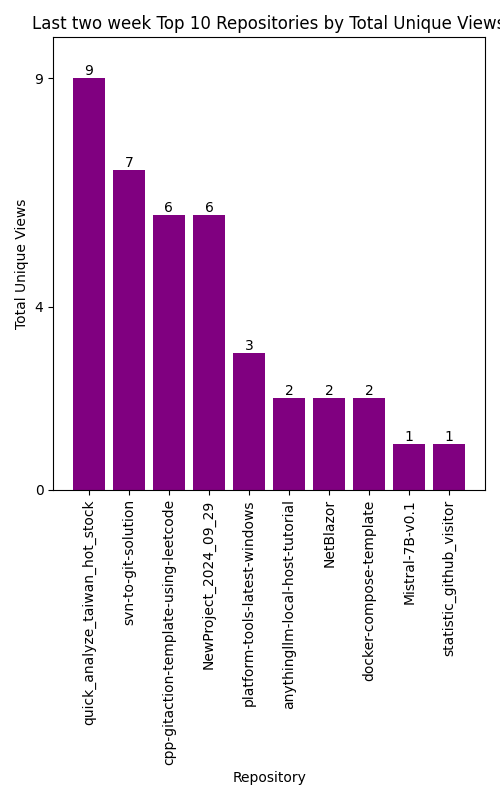 Last two week Top 10 Repositories by Total Unique Views
9
7
6
6
3
2
2
2
1
1
9
4
0
Total Unique Views
quick_analyze_taiwan_hot_stock
svn-to-git-solution
cpp-gitaction-template-using-leetcode
NewProject_2024_09_29
platform-tools-latest-windows
anythingllm-local-host-tutorial
NetBlazor
docker-compose-template
Mistral-7B-v0.1
statistic_github_visitor
Repository